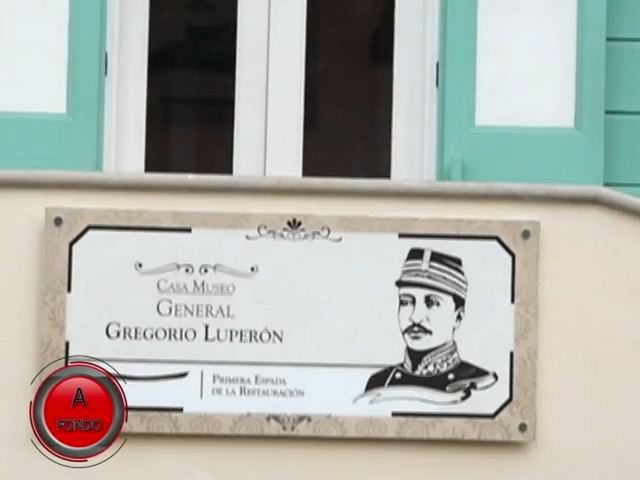 CASA MUSEO
GENERAL
GREGORIO LUPERÓN
PRIMERA ESPADA
DE LA RESTAURACIÓN
A
FONDO